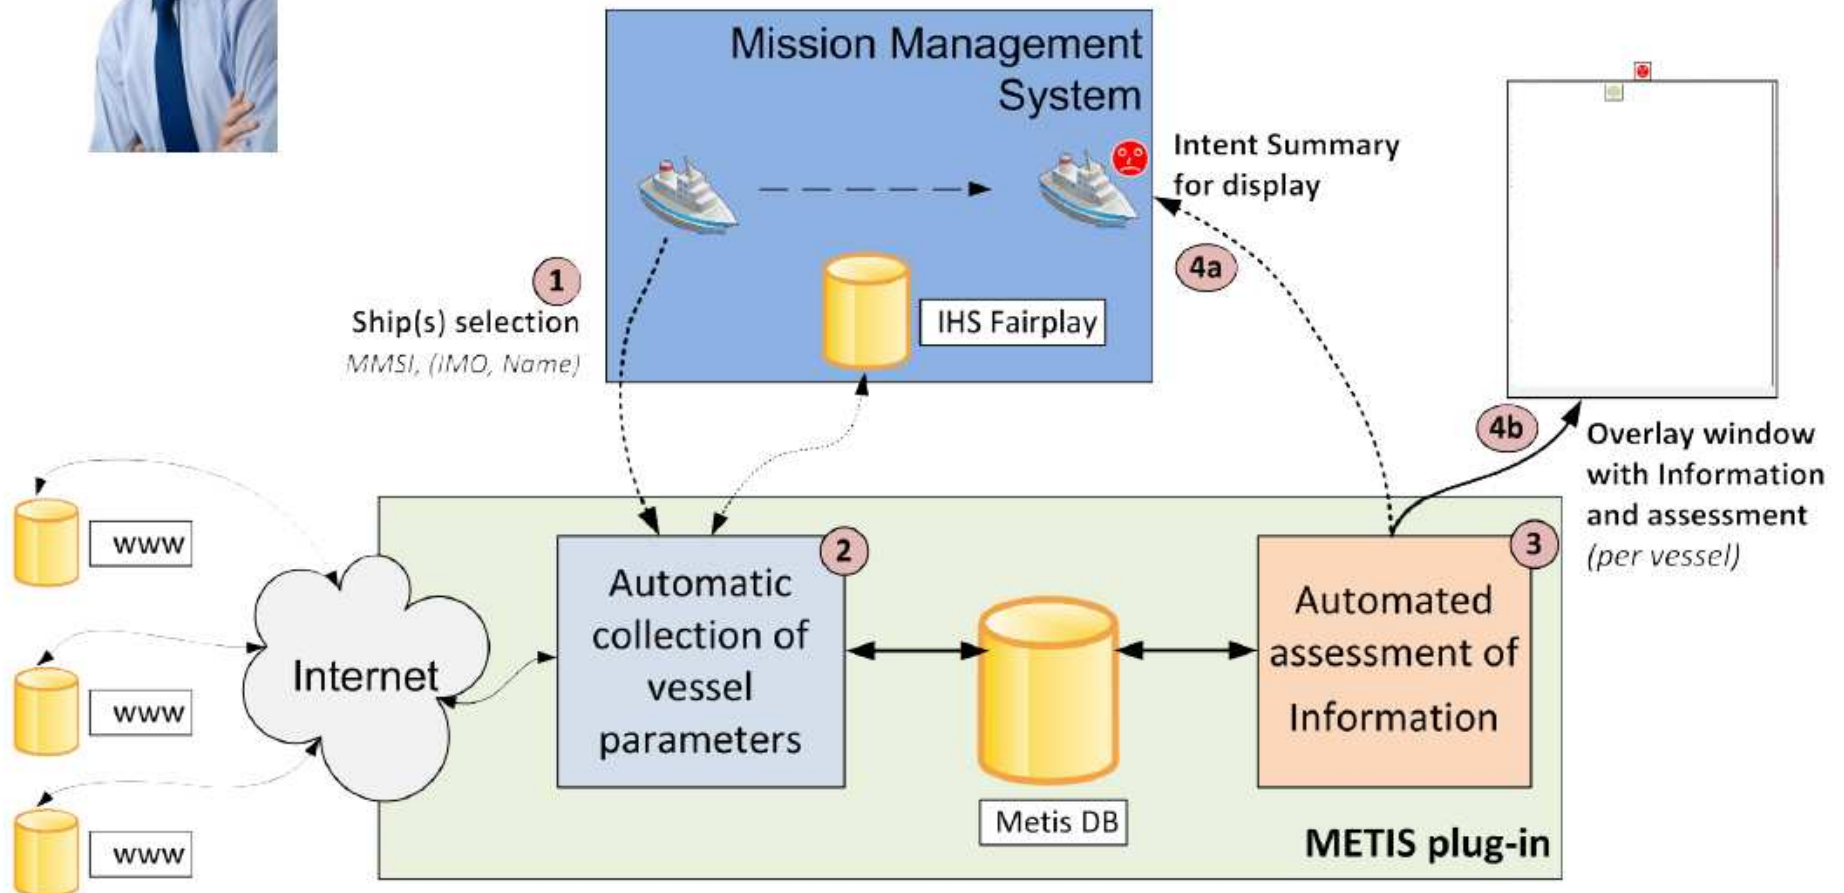 Mission Management
System
Intent Summary
for display
4a
1
Ship(s) selection
MMSI, (IMO, Name)
IHS Fairplay
4b
Overlay window
with Information
and assessment
(per vessel)
www
www
www
Internet
2
Automatic
collection of
vessel
parameters
Metis DB
3
Automated
assessment of
Information
METIS plug-in